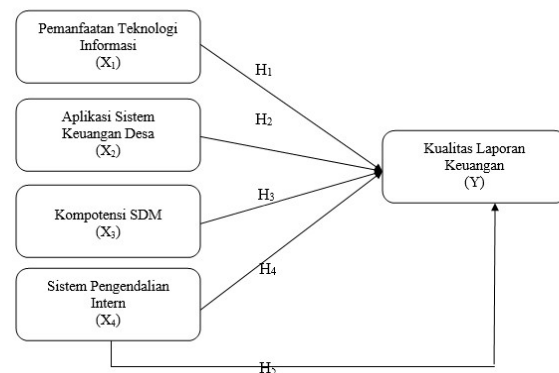 Pemanfaatan Teknologi
Informasi
(X₁)
H₁
Aplikasi Sistem
Keuangan Desa
(X₂)
H₂
Kualitas Laporan
Keuangan
(Y)
Kompotensi SDM
(X₃)
H₃
Sistem Pengendalian
Intern
(X₄)
H₄